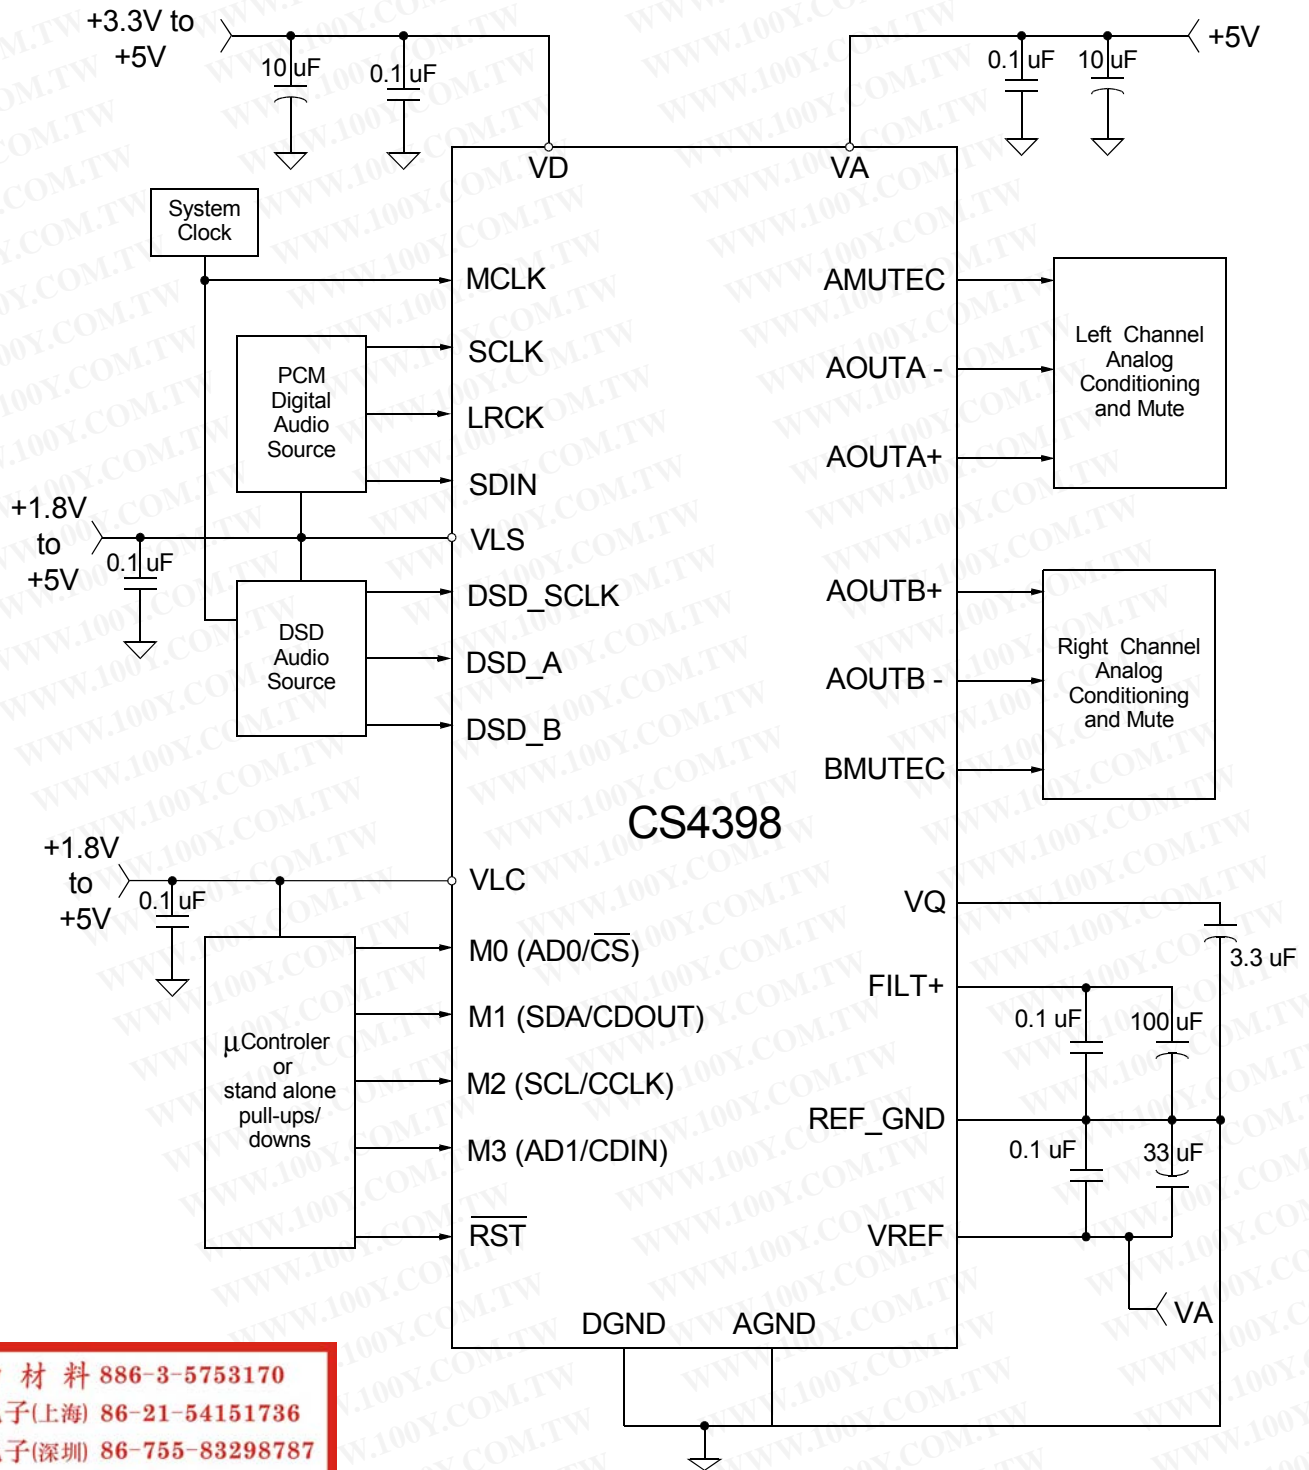 +3.3V to
+5V
10 uF
0.1 uF
0.1 uF
10 uF
+5V
VD
VA
System
Clock
MCLK
AMUTEC
SCLK
PCM
Digital
Audio
Source
LRCK
SDIN
AOUTA -
AOUTA+
Left Channel
Analog
Conditioning
and Mute
+1.8V
to
+5V
0.1 uF
VLS
DSD_SCLK
DSD
Audio
Source
DSD_A
DSD_B
AOUTB+
AOUTB -
BMUTEC
Right Channel
Analog
Conditioning
and Mute
CS4398
+1.8V
to
+5V
0.1 uF
VLC
VQ
3.3 uF
M0 (AD0/C̅S̅)
FILT+
M1 (SDA/CDOUT)
0.1 uF
100 uF
μControler
or
stand alone
pull-ups/
downs
M2 (SCL/CCLK)
REF_GND
M3 (AD1/CDIN)
0.1 uF
33 uF
R̅S̅T̅
VREF
VA
DGND
AGND
材 料 886-3-5753170
子(上海) 86-21-54151736
子(深圳) 86-755-83298787
WWW.100Y.COM.TW